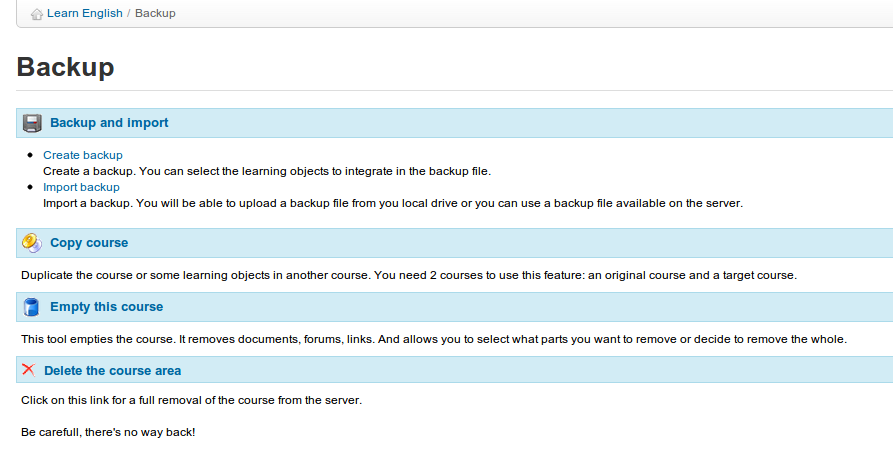 Learn English / Backup
Backup
Backup and import
Create backup
Create a backup. You can select the learning objects to integrate in the backup file.
Import backup
Import a backup. You will be able to upload a backup file from you local drive or you can use a backup file available on the server.
Copy course
Duplicate the course or some learning objects in another course. You need 2 courses to use this feature: an original course and a target course.
Empty this course
This tool empties the course. It removes documents, forums, links. And allows you to select what parts you want to remove or decide to remove the whole.
Delete the course area
Click on this link for a full removal of the course from the server.
Be carefull, there's no way back!